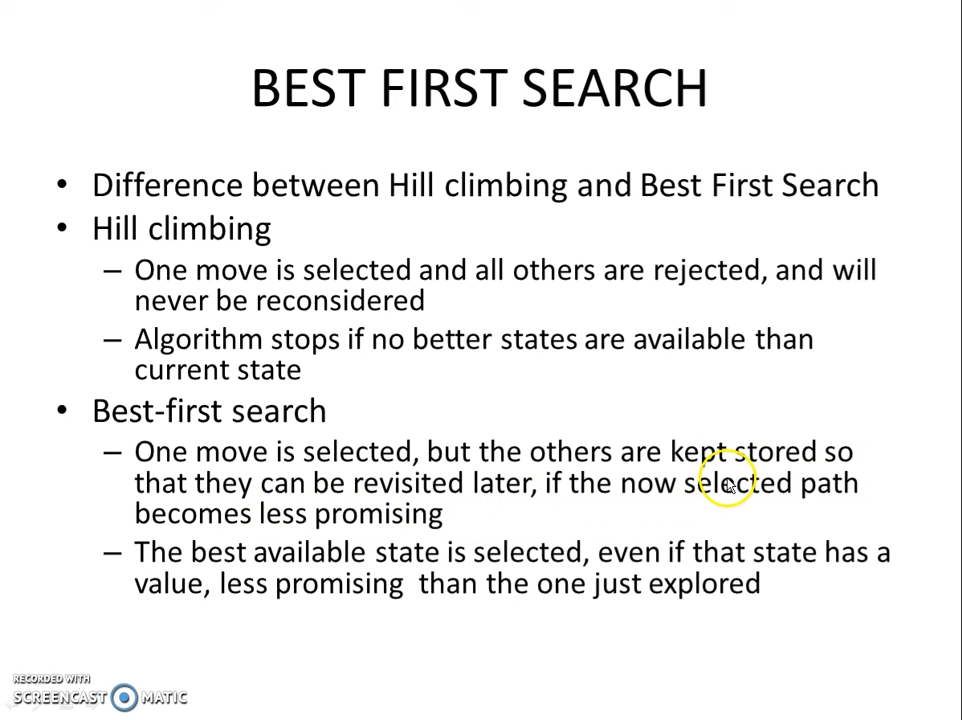 BEST FIRST SEARCH
• Difference between Hill climbing and Best First Search
• Hill climbing
– One move is selected and all others are rejected, and will
never be reconsidered
– Algorithm stops if no better states are available than
current state
• Best-first search
– One move is selected, but the others are kept stored so
that they can be revisited later, if the now selected path
becomes less promising
– The best available state is selected, even if that state has a
value, less promising than the one just explored
RECORDED WITH
SCREENCAST MATIC